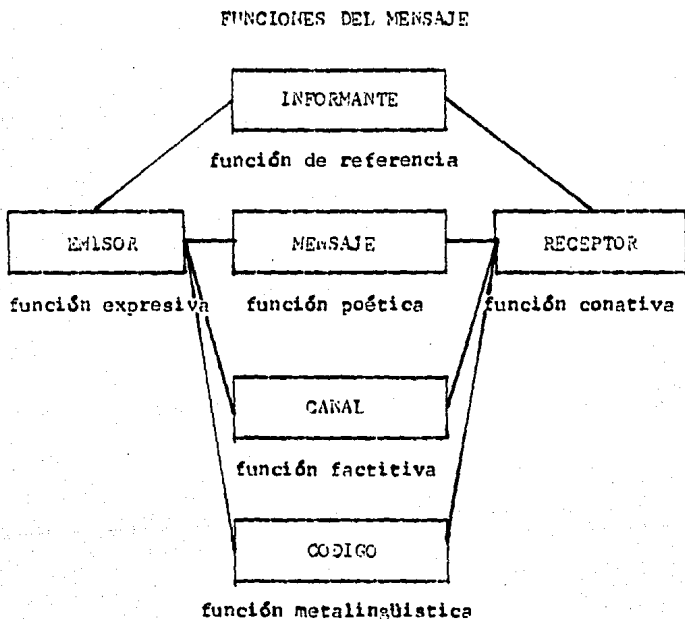 FUNCIONES DEL MENSAJE
INFORMANTE
función de referencia
EMISOR MENSAJE RECEPTOR
función expresiva función poética función conativa
CANAL
función factitiva
CODIGO
función metalingüistica